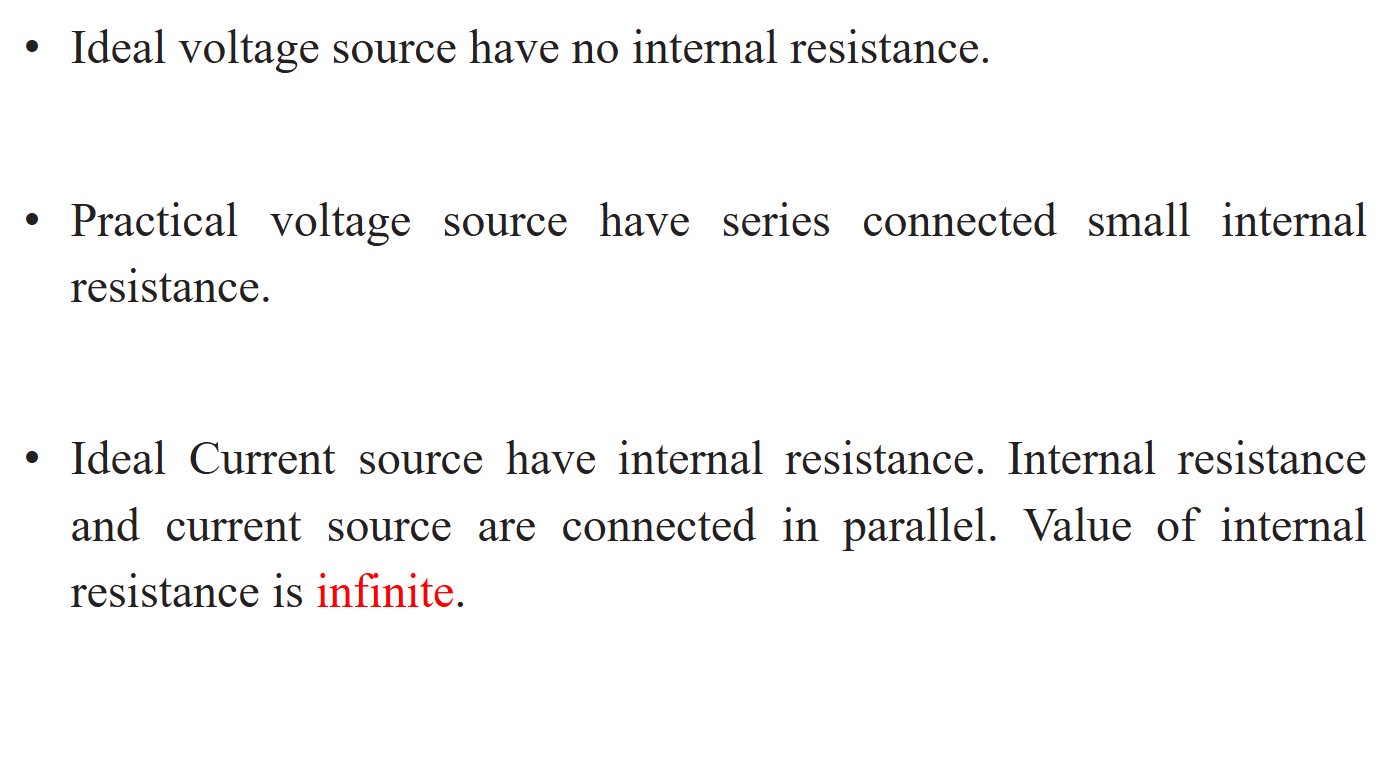 • Ideal voltage source have no internal resistance.
• Practical voltage source have series connected small internal
resistance.
• Ideal Current source have internal resistance. Internal resistance
and current source are connected in parallel. Value of internal
resistance is infinite.